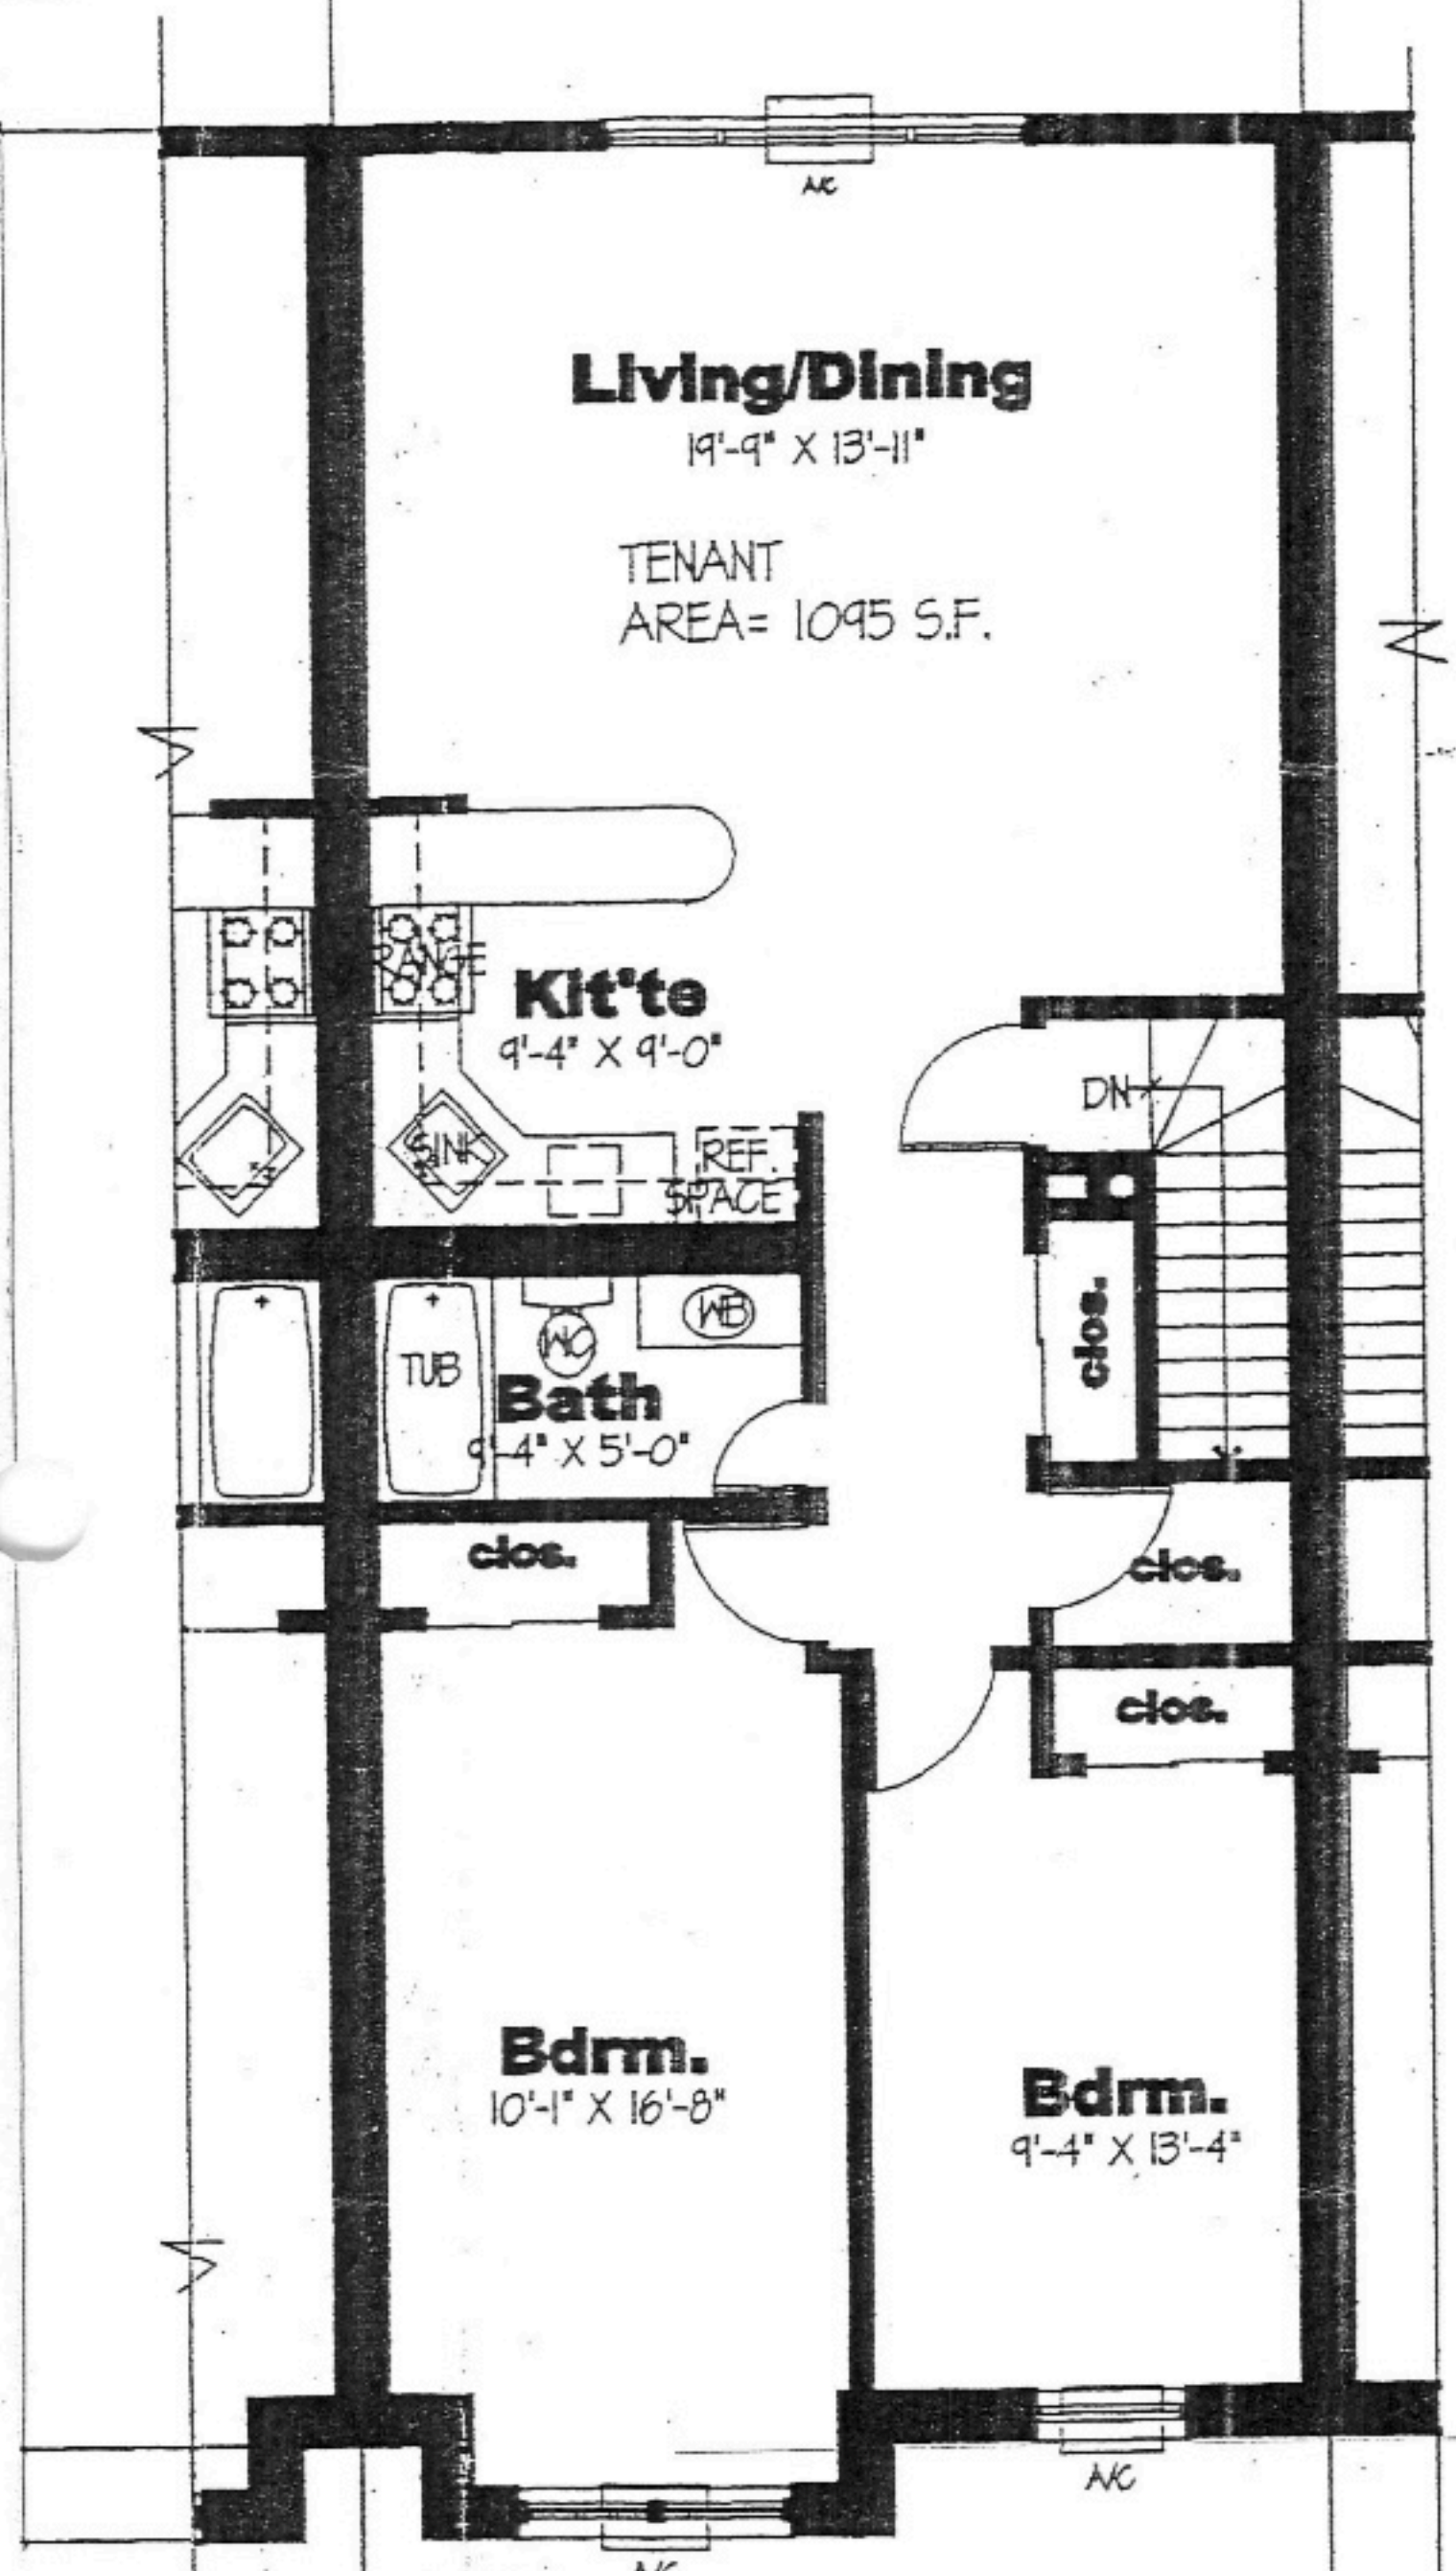 A/C
Living/Dining
19'-9" X 13'-11"
TENANT
AREA= 1095 S.F.
RANGE
Kit'te
9'-4" X 9'-0"
DN
SINK
REF.
SPACE
clos.
WB
WC
TUB
Bath
9'-4" X 5'-0"
clos.
clos.
clos.
Bdrm.
10'-1" X 16'-8"
Bdrm.
9'-4" X 13'-4"
A/C
A/C